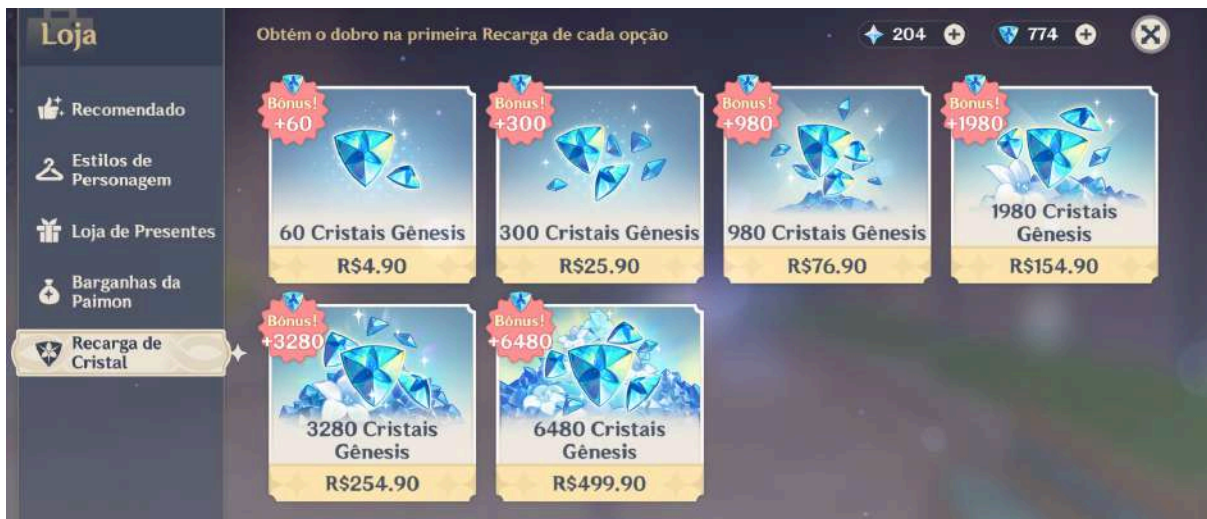 Loja
Obtém o dobro na primeira Recarga de cada opção
204
774
Recomendado
Estilos de
Personagem
Loja de Presentes
Barganhas da
Paimon
Recarga de
Cristal
Bônus!
+60
60 Cristais Gênesis
R$4.90
Bônus!
+300
300 Cristais Gênesis
R$25.90
Bônus!
+980
980 Cristais Gênesis
R$76.90
Bônus!
+1980
1980 Cristais
Gênesis
R$154.90
Bônus!
+3280
3280 Cristais
Gênesis
R$254.90
Bônus!
+6480
6480 Cristais
Gênesis
R$499.90